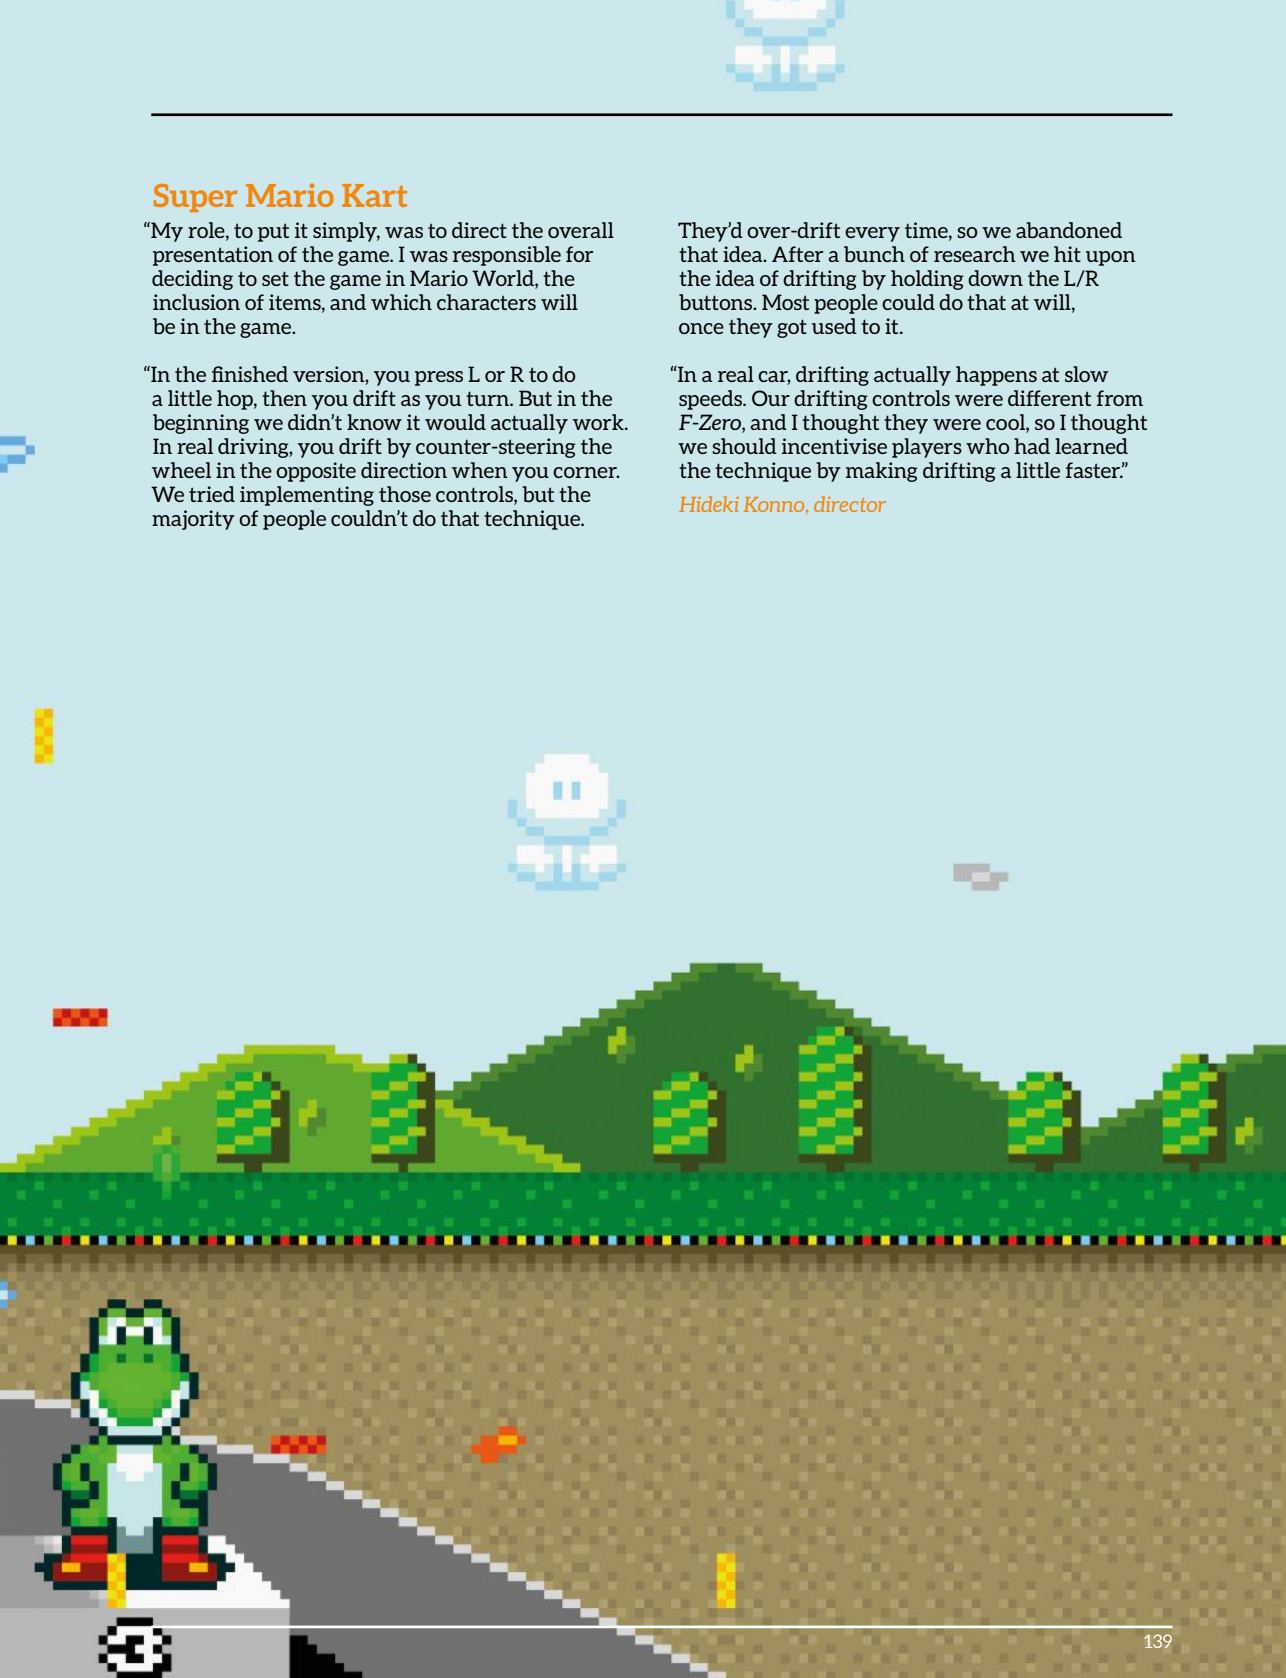 Super Mario Kart
“My role, to put it simply, was to direct the overall
presentation of the game. I was responsible for
deciding to set the game in Mario World, the
inclusion of items, and which characters will
be in the game.
“In the finished version, you press L or R to do
a little hop, then you drift as you turn. But in the
beginning we didn’t know it would actually work.
In real driving, you drift by counter-steering the
wheel in the opposite direction when you corner.
We tried implementing those controls, but the
majority of people couldn’t do that technique.
They’d over-drift every time, so we abandoned
that idea. After a bunch of research we hit upon
the idea of drifting by holding down the L/R
buttons. Most people could do that at will,
once they got used to it.
“In a real car, drifting actually happens at slow
speeds. Our drifting controls were different from
F-Zero, and I thought they were cool, so I thought
we should incentivise players who had learned
the technique by making drifting a little faster.”
Hideki Konno, director
3
139